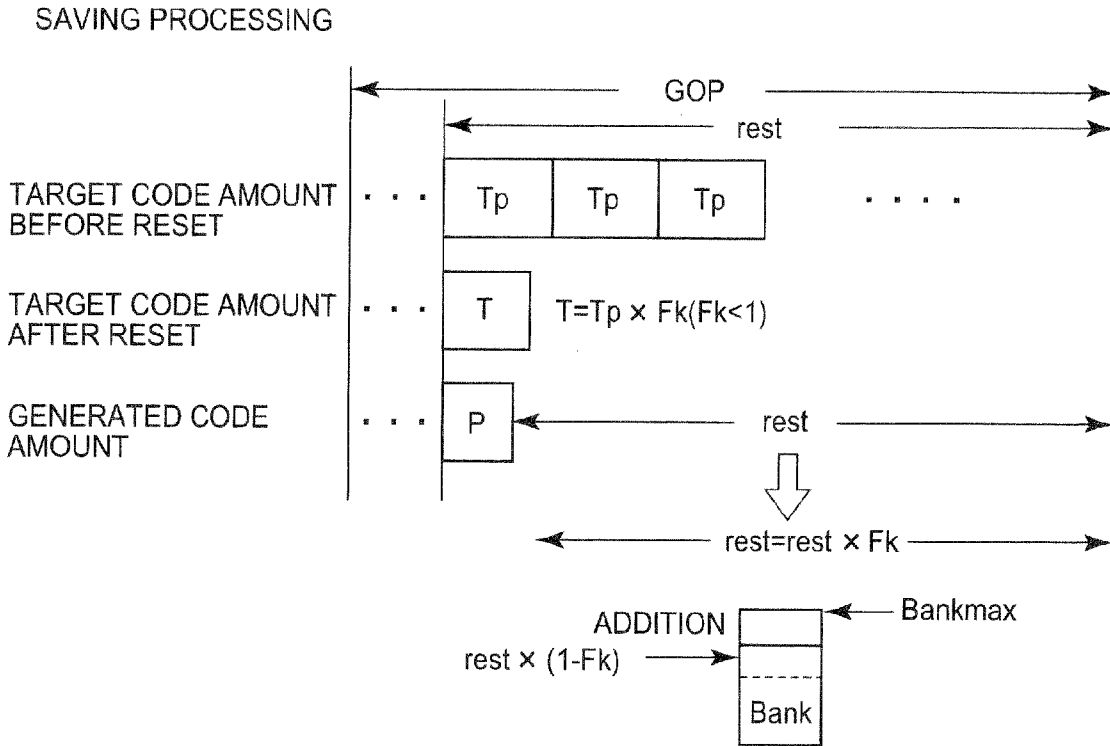 SAVING PROCESSING
GOP
rest
TARGET CODE AMOUNT
BEFORE RESET
. . . Tp Tp Tp . . . .
TARGET CODE AMOUNT
AFTER RESET
. . . T T=Tp × Fk(Fk<1)
GENERATED CODE
AMOUNT
. . . P rest
rest=rest × Fk
ADDITION
Bankmax
rest × (1-Fk)
Bank